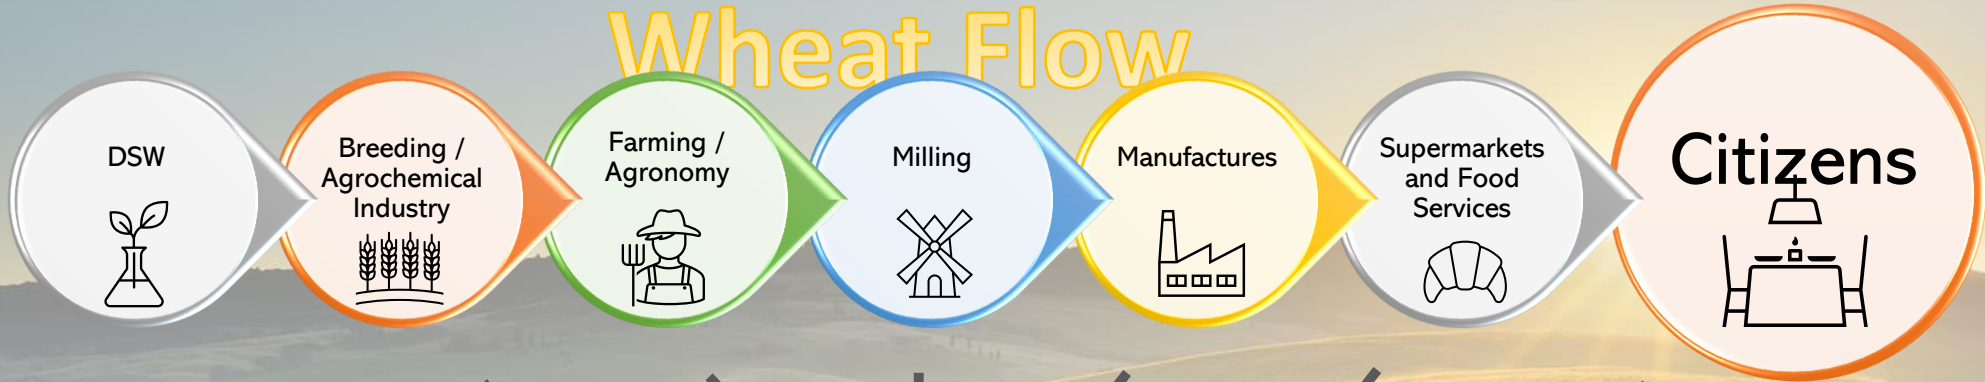 Wheat Flow
DSW
Breeding /
Agrochemical
Industry
Farming /
Agronomy
Milling
Manufactures
Supermarkets
and Food
Services
Citizens